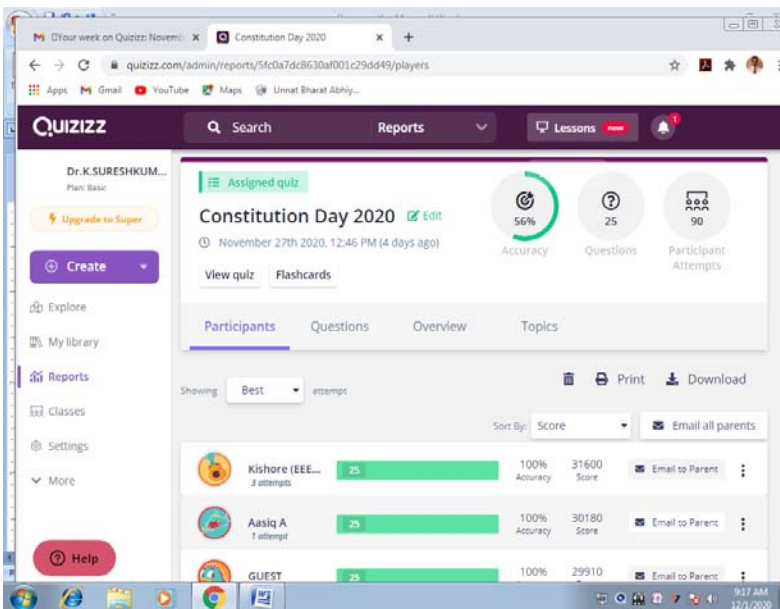 Your week on Quizizz: Novemb
Constitution Day 2020
quizizz.com/admin/reports/5fc0a7dc8630af001c29dd49/players
Apps
Gmail
YouTube
Maps
Unnat Bharat Abhiy...
QUIZIZZ
Search
Reports
Lessons
new
1
Dr.K.SURESHKUM...
Plan: Basic
Upgrade to Super
Create
Explore
My library
Reports
Classes
Settings
More
Help
Assigned quiz
Constitution Day 2020
Edit
November 27th 2020, 12:46 PM (4 days ago)
View quiz
Flashcards
56%
Accuracy
25
Questions
90
Participant
Attempts
Participants
Questions
Overview
Topics
Print
Download
Showing
Best
attempt
Sort By:
Score
Email all parents
Kishore (EEE...
3 attempts
25
100%
Accuracy
31600
Score
Email to Parent
Aasiq A
1 attempt
25
100%
Accuracy
30180
Score
Email to Parent
GUEST
25
100%
29910
Email to Parent
9:17 AM
12/1/2020